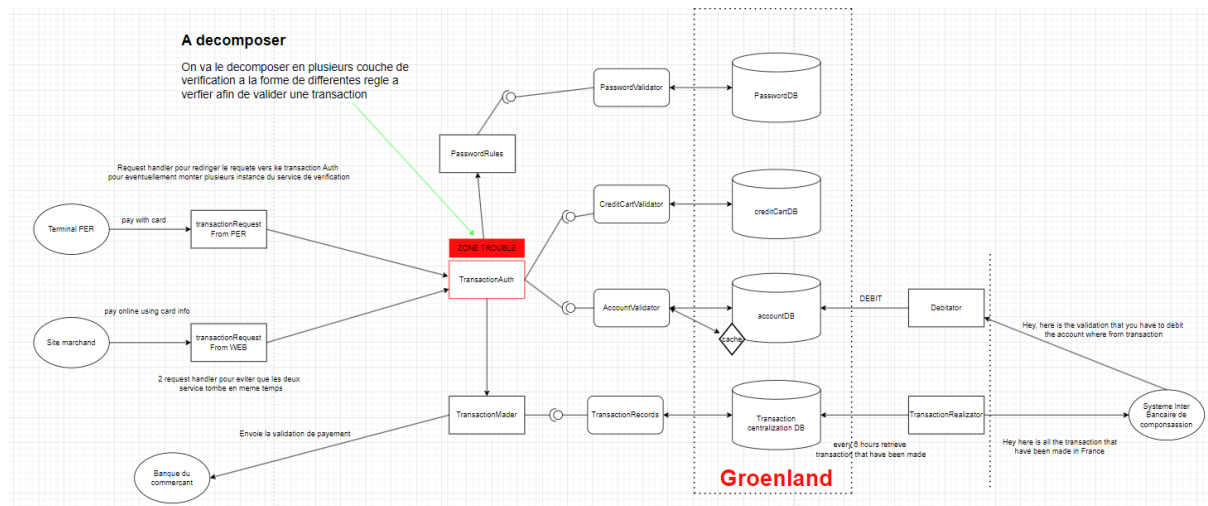 A decomposer
On va le decomposer en plusieurs couche de
verification a la forme de differentes regle a
verfier afin de valider une transaction
PasswordValidator
PasswordDB
PasswordRules
Request handler pour rediriger le requete vers ke transaction Auth
pour eventuellement monter plusieurs instance du service de verification
CreditCartValidator
creditCartDB
Terminal PER
pay with card
transactionRequest
From PER
ZONE TROUBLE
TransactionAuth
AccountValidator
accountDB
cache
DEBIT
Debitator
pay online using card info
Site marchand
transactionRequest
From WEB
Hey, here is the validation that you have to debit
the account where from transaction
2 request handler pour eviter que les deux
service tombe en meme temps
TransactionMader
TransactionRecords
Transaction
centralization DB
TransactionRealizator
Systeme Inter
Bancaire de
componsassion
Envoie la validation de payement
every 6 hours retrieve
transaction that have been made
Hey here is all the transaction that
have been made in France
Banque du
commercant
Groenland